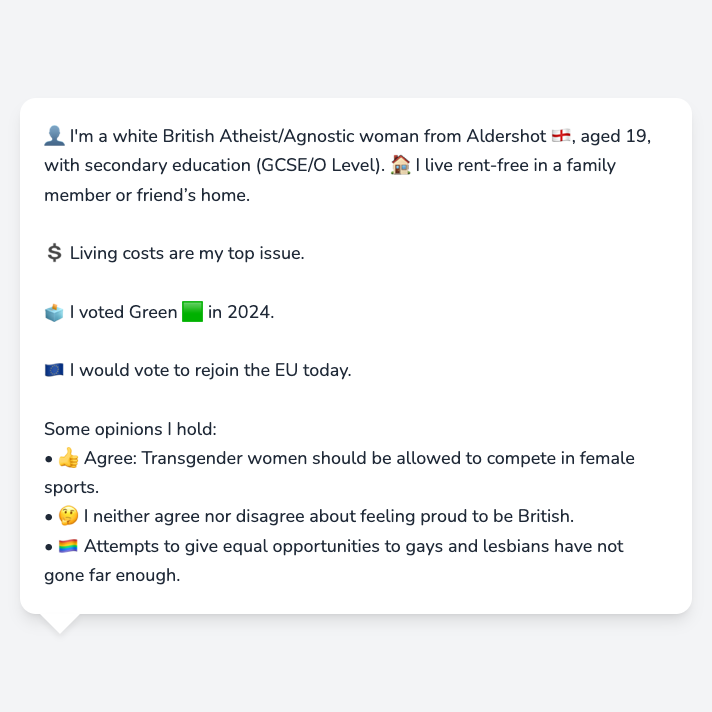 👤 I'm a white British Atheist/Agnostic woman from Aldershot 🏴󠁧󠁢󠁥󠁮󠁧󠁿, aged 19,
with secondary education (GCSE/O Level). 🏠 I live rent-free in a family
member or friend’s home.
💲 Living costs are my top issue.
🗳️ I voted Green 🟩 in 2024.
🇪🇺 I would vote to rejoin the EU today.
Some opinions I hold:
• 👍 Agree: Transgender women should be allowed to compete in female
sports.
• 🤔 I neither agree nor disagree about feeling proud to be British.
• 🏳️‍🌈 Attempts to give equal opportunities to gays and lesbians have not
gone far enough.